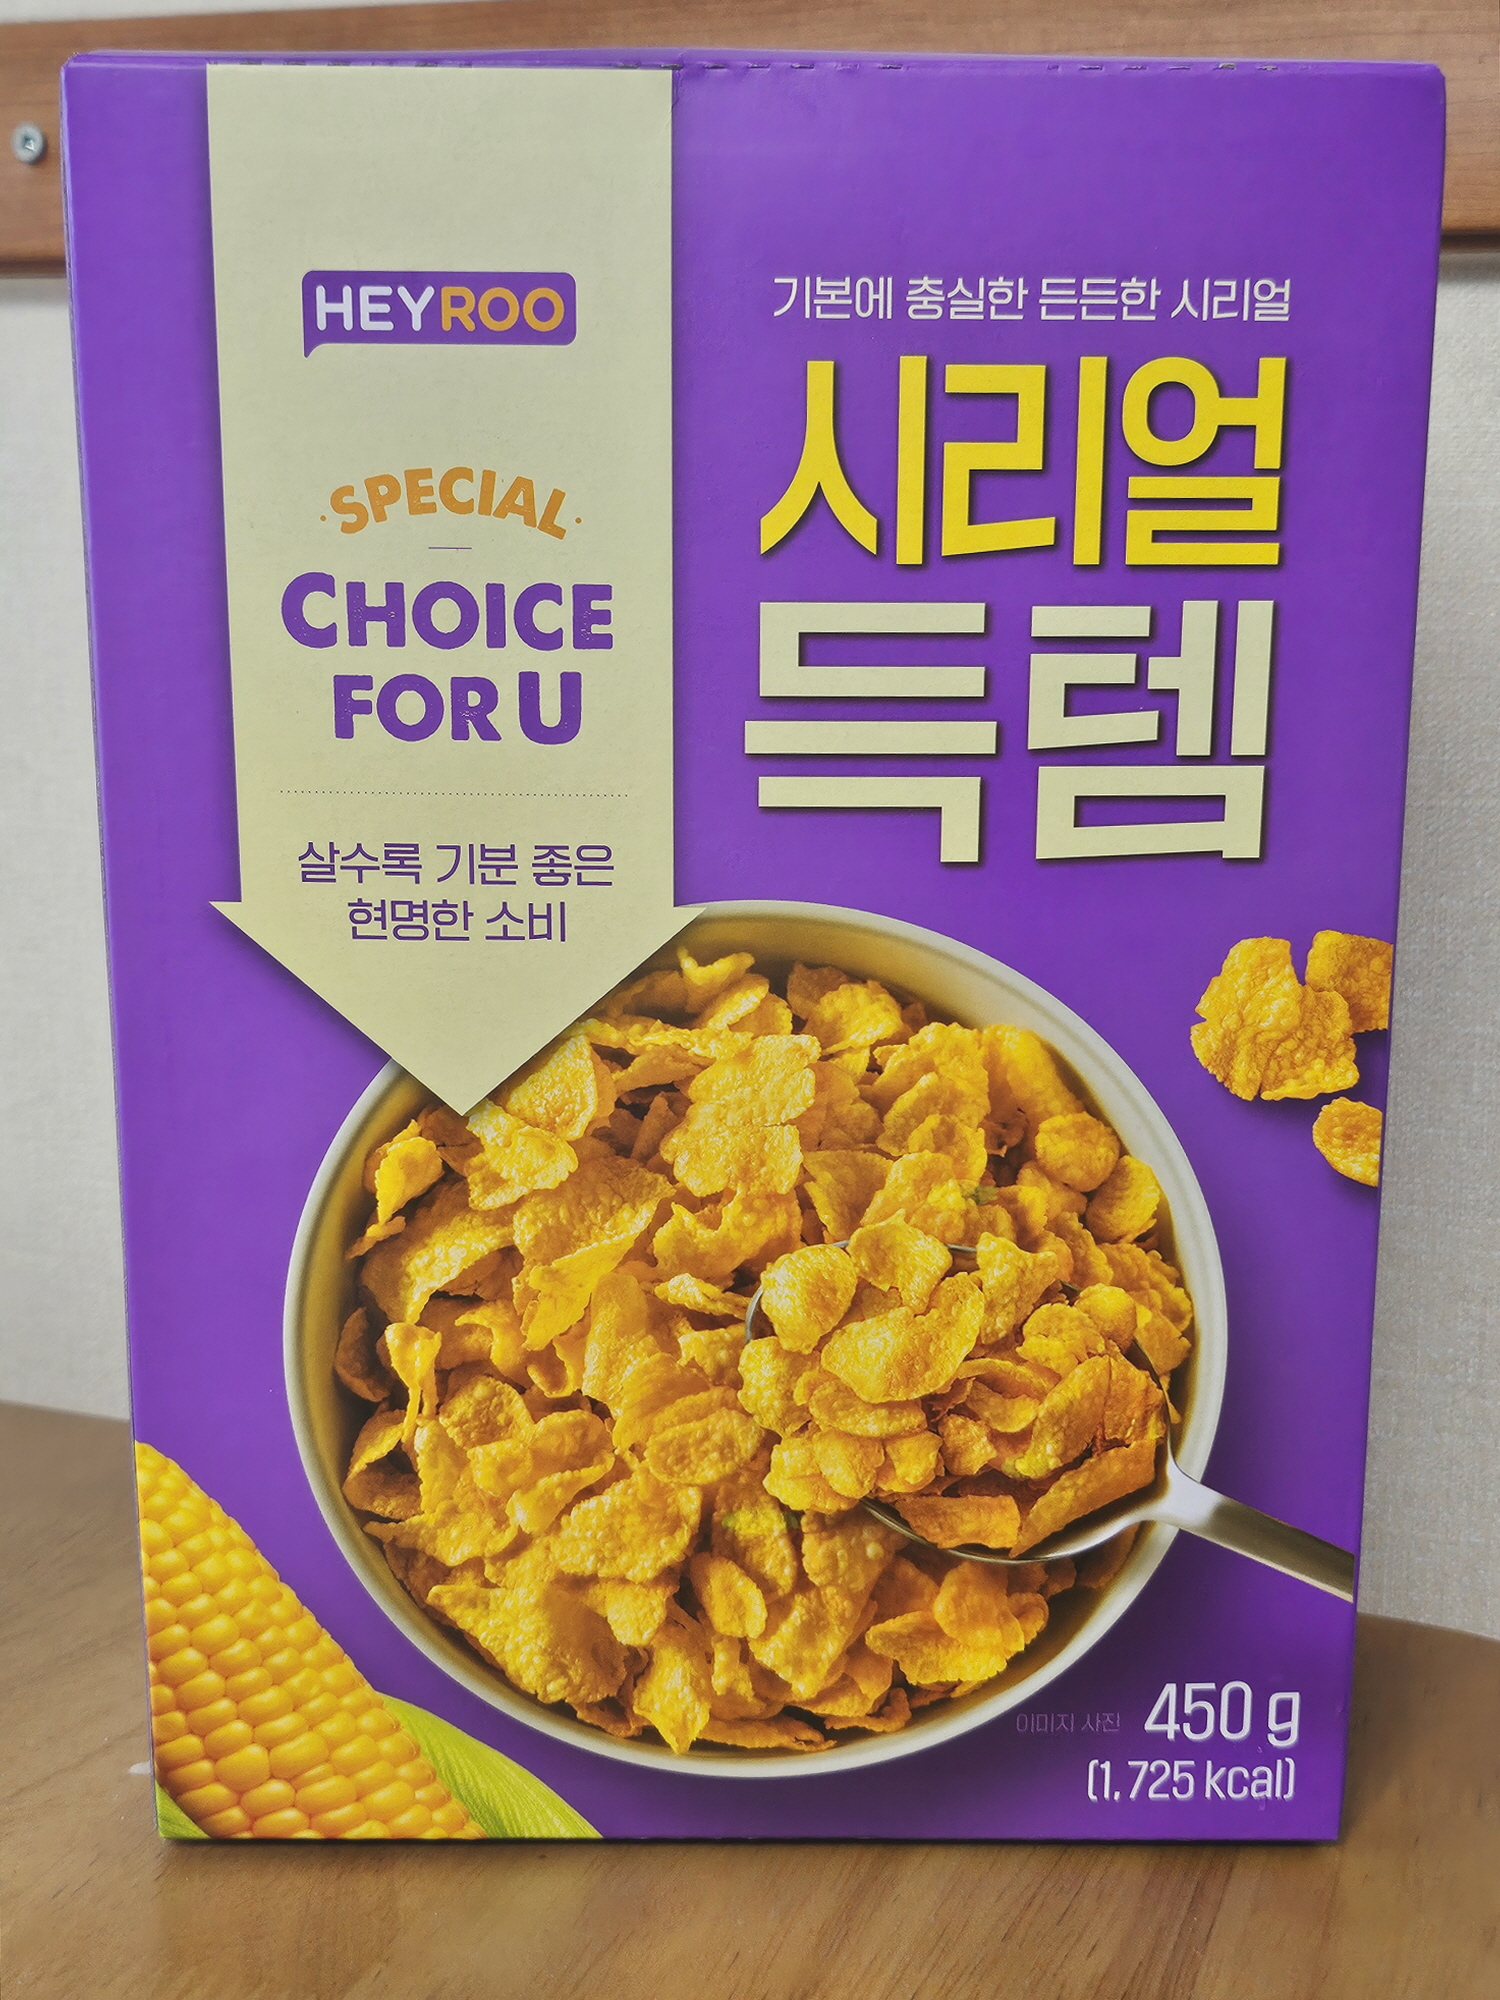 HEYROO
SPECIAL
CHOICE
FOR U
살수록 기분 좋은
현명한 소비
기본에 충실한 든든한 시리얼
시리얼
득템
이미지 사진
450 g
(1,725 kcal)